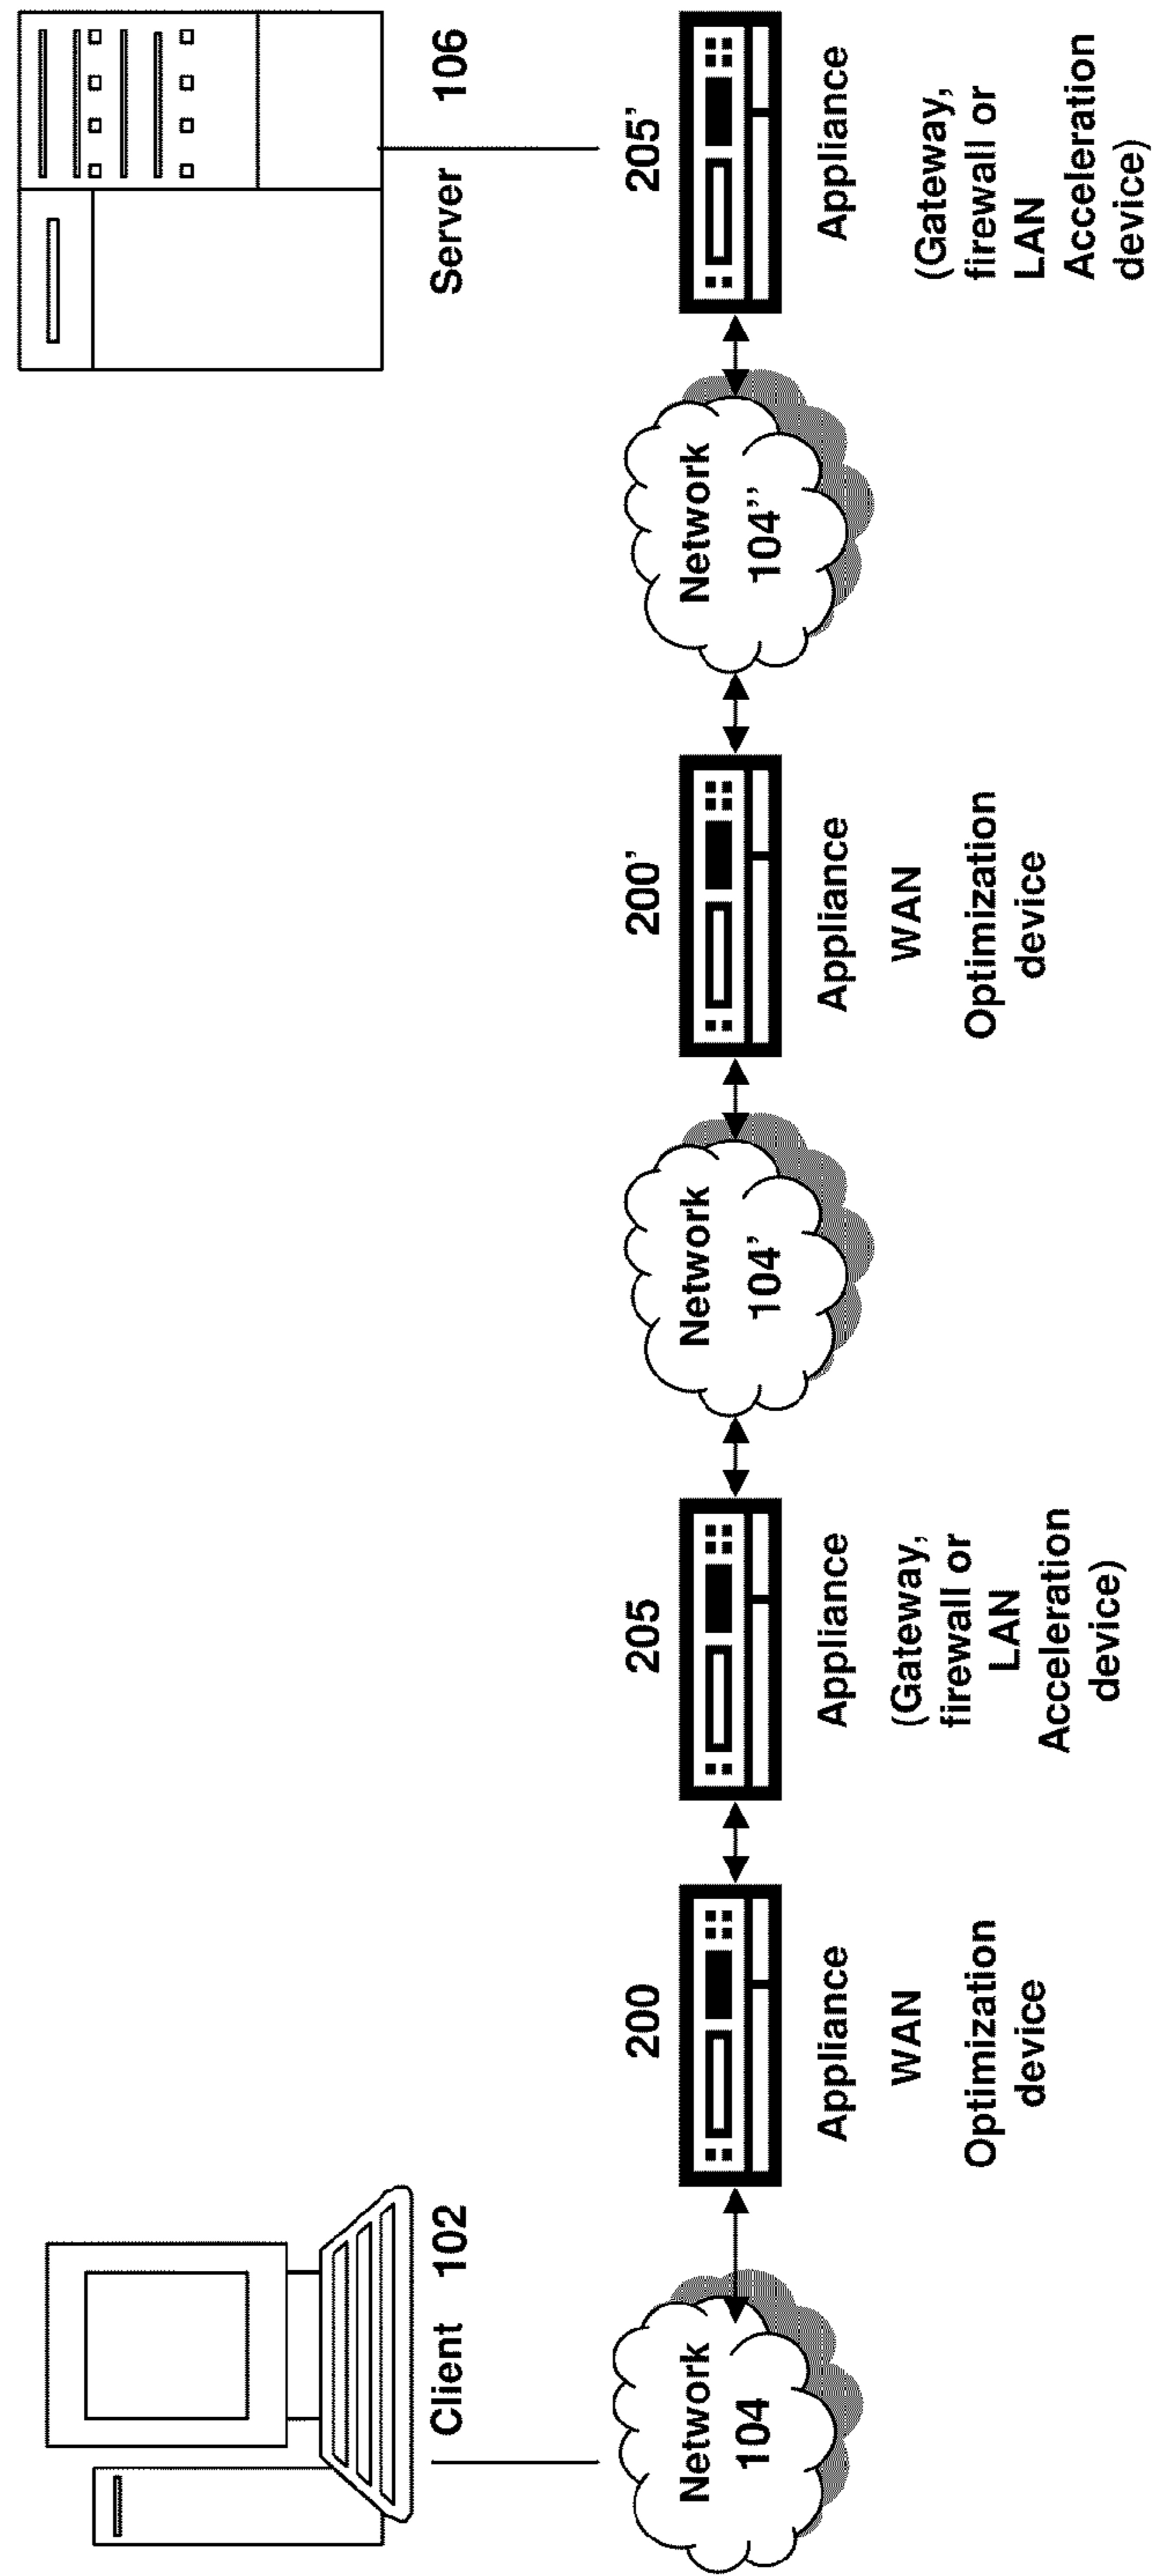 Client 102
Server 106
Network
104
200
Appliance
WAN
Optimization
device
205
Appliance
(Gateway,
firewall or
LAN
Acceleration
device)
Network
104’
200’
Appliance
WAN
Optimization
device
Network
104’’
205’
Appliance
(Gateway,
firewall or
LAN
Acceleration
device)